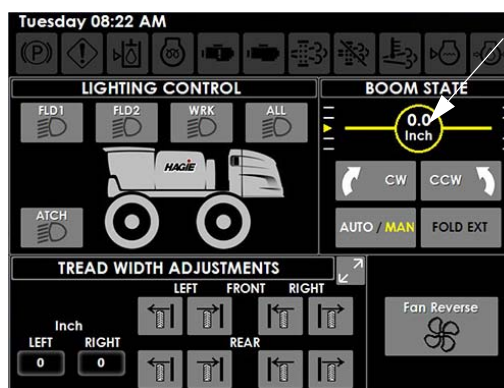 Tuesday 08:22 AM
(P)
LIGHTING CONTROL
FLD1 FLD2 WRK ALL
HAGIE
ATCH
BOOM STATE
0.0
Inch
CW CCW
AUTO / MAN FOLD EXT
TREAD WIDTH ADJUSTMENTS
LEFT FRONT RIGHT
Inch
LEFT RIGHT
0 0
REAR
Fan Reverse